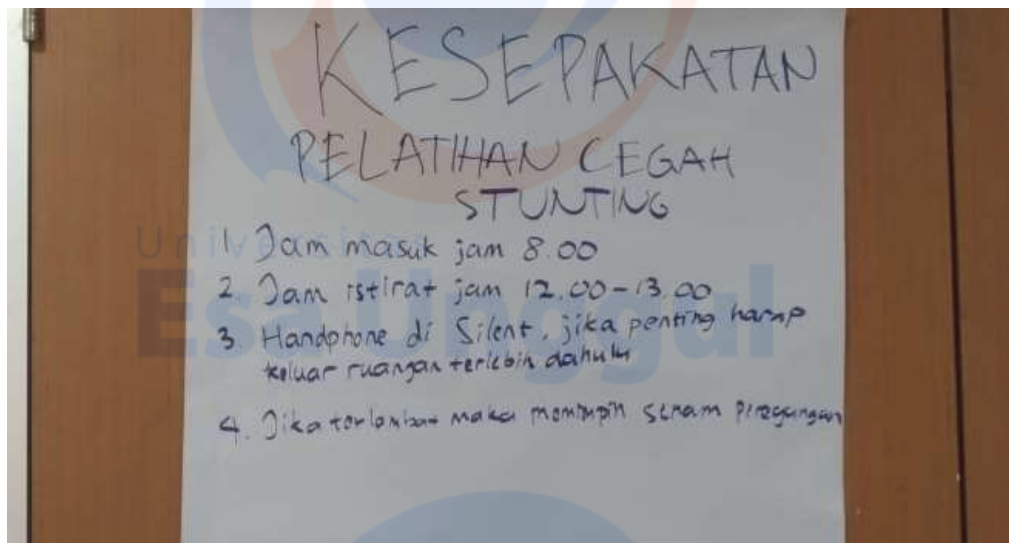 KESEPAKATAN
PELATIHAN CEGAH
STUNTING
1 Jam masuk jam 8.00
2. Jam istirat jam 12.00-13.00
3. Handphone di Silent, jika penting harap
keluar ruangan terlebih dahulu
4. Jika terlambat maka memimpin senam peregangan
Universitas
Esa Unggul